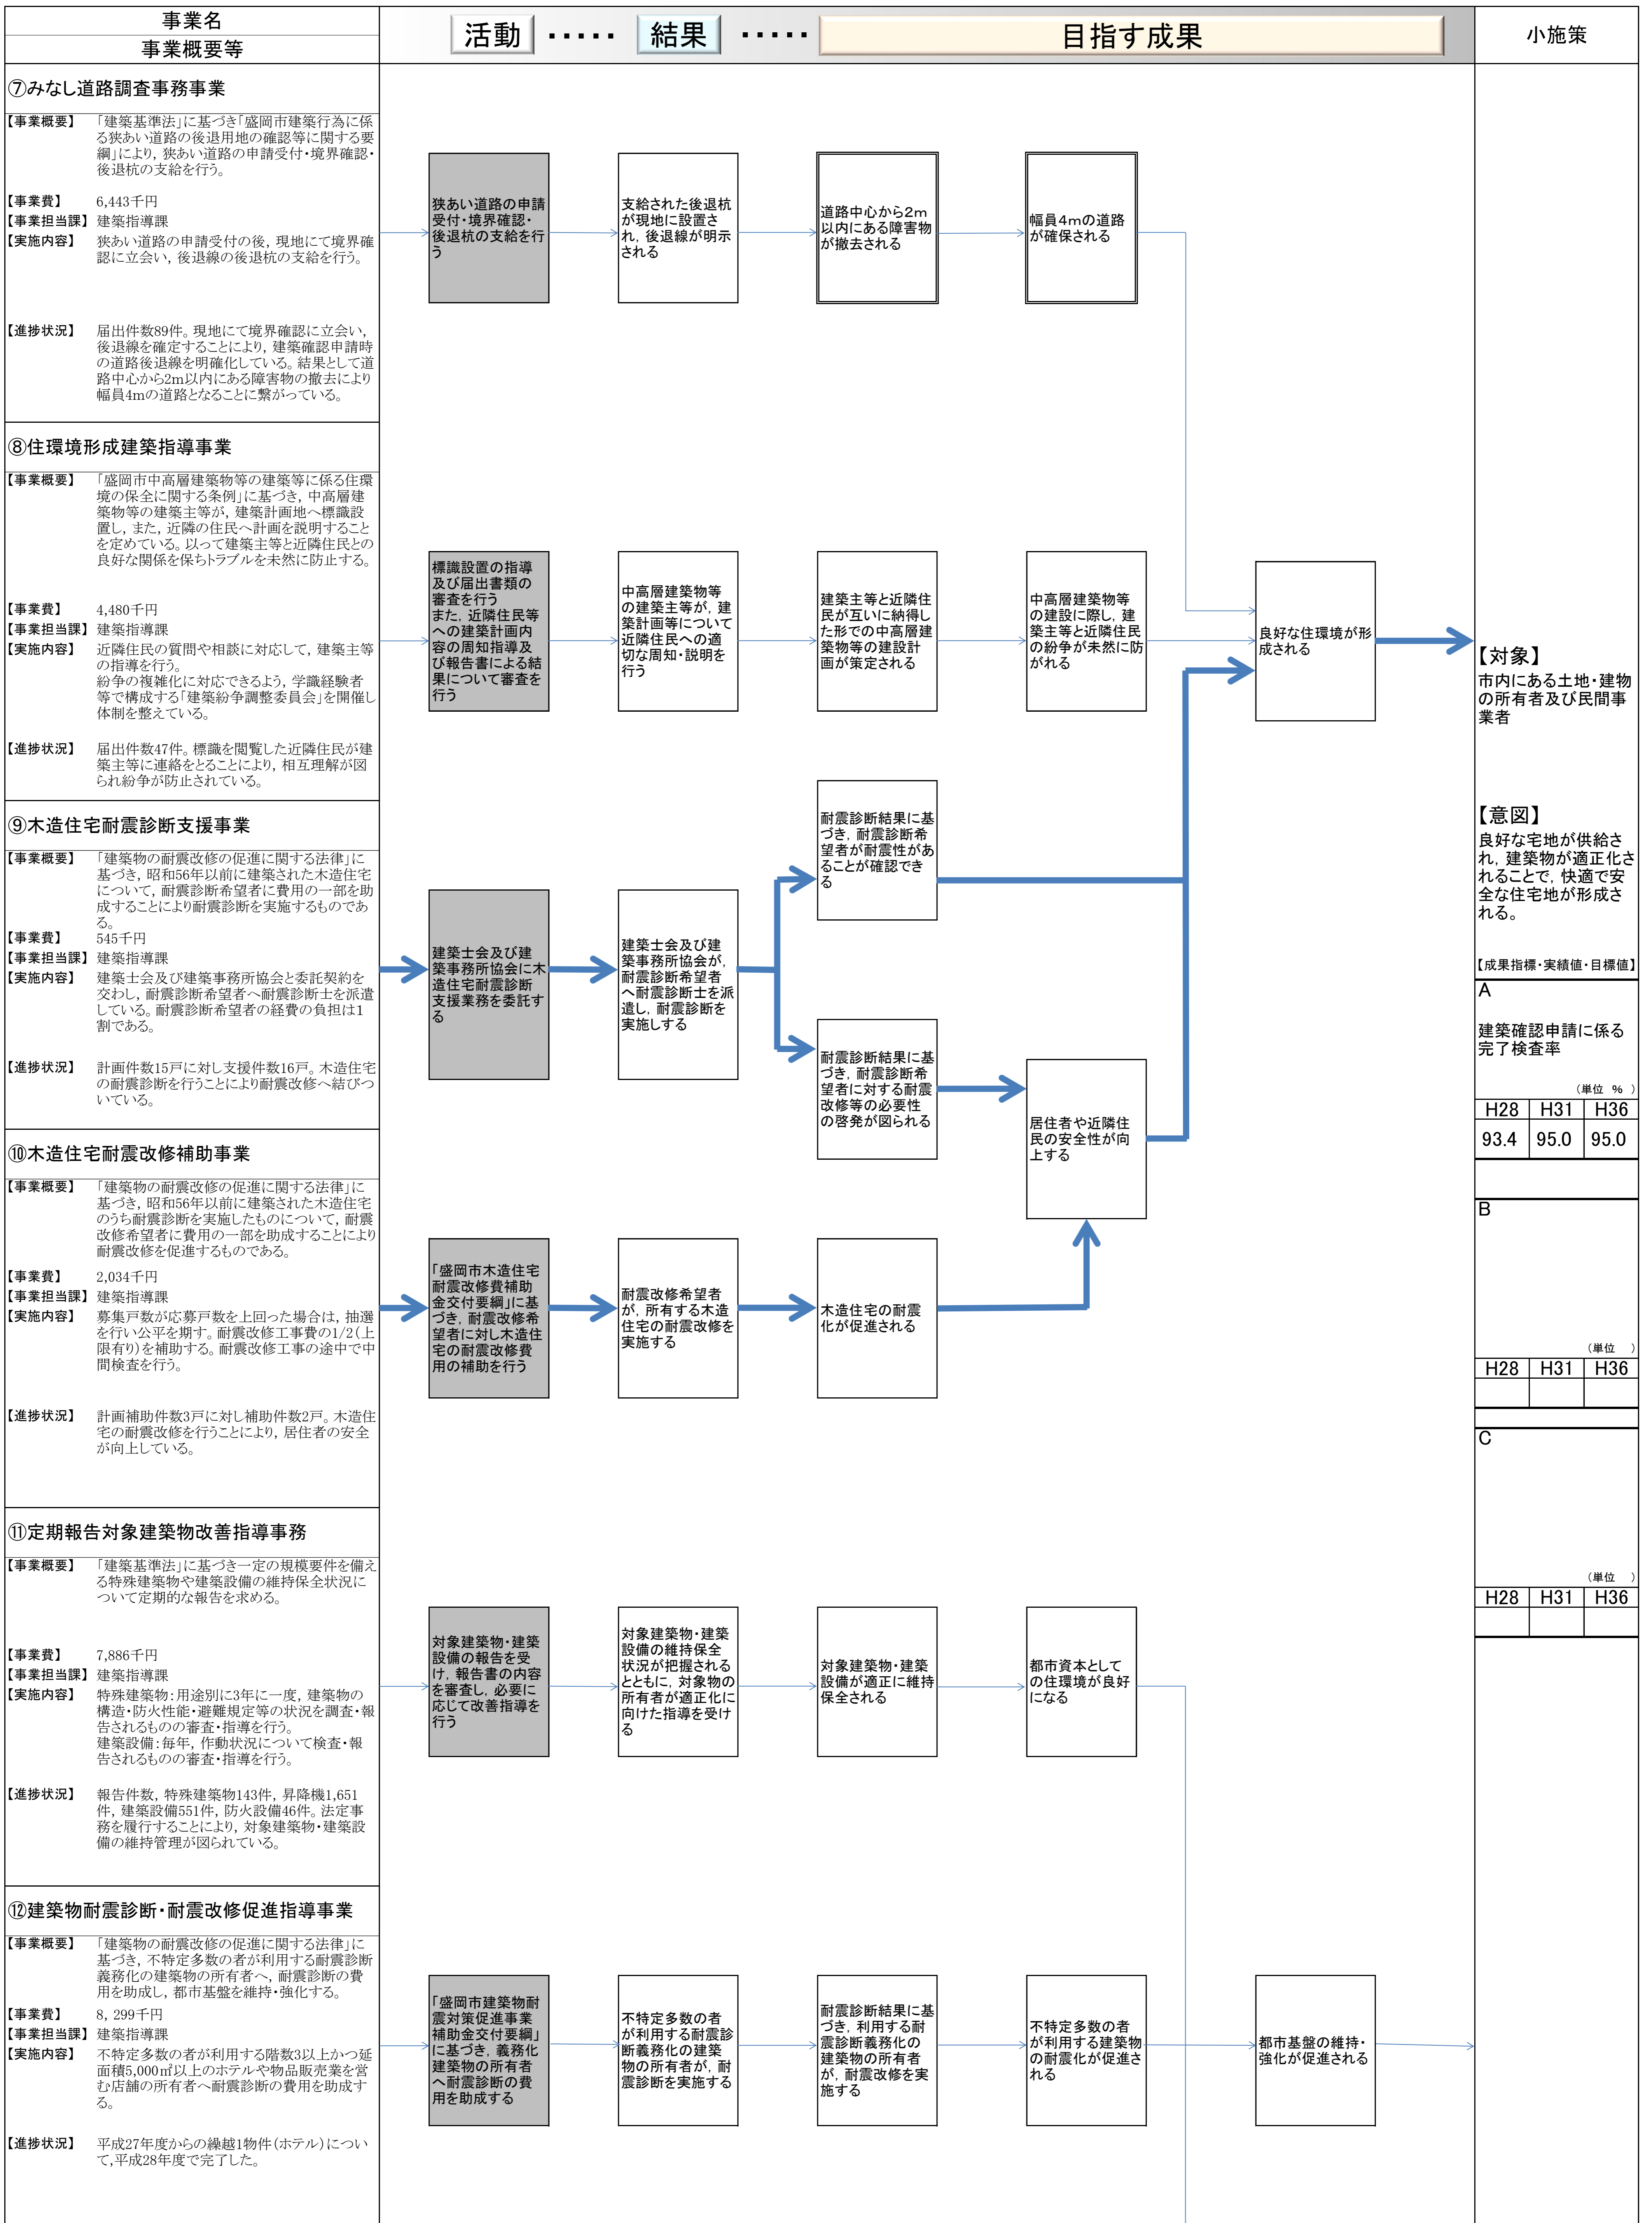 事業名
事業概要等
活動 ・・・・・ 結果 ・・・・・ 目指す成果
小施策
⑦みなし道路調査事務事業
【事業概要】 「建築基準法」に基づき「盛岡市建築行為に係
る狭あい道路の後退用地の確認等に関する要
綱」により，狭あい道路の申請受付・境界確認・
後退杭の支給を行う。
【事業費】 6,443千円
【事業担当課】 建築指導課
【実施内容】 狭あい道路の申請受付の後，現地にて境界確
認に立会い，後退線の後退杭の支給を行う。
【進捗状況】 届出件数89件。現地にて境界確認に立会い，
後退線を確定することにより，建築確認申請時
の道路後退線を明確化している。結果として道
路中心から2m以内にある障害物の撤去により
幅員4mの道路となることに繋がっている。
狭あい道路の申請
受付・境界確認・
後退杭の支給を行
う
支給された後退杭
が現地に設置さ
れ，後退線が明示
される
道路中心から2m
以内にある障害物
が撤去される
幅員4mの道路
が確保される
⑧住環境形成建築指導事業
【事業概要】 「盛岡市中高層建築物等の建築等に係る住環
境の保全に関する条例」に基づき，中高層建
築物等の建築主等が，建築計画地へ標識設
置し，また，近隣の住民へ計画を説明すること
を定めている。以って建築主等と近隣住民との
良好な関係を保ちトラブルを未然に防止する。
【事業費】 4,480千円
【事業担当課】 建築指導課
【実施内容】 近隣住民の質問や相談に対応して，建築主等
の指導を行う。
紛争の複雑化に対応できるよう，学識経験者
等で構成する「建築紛争調整委員会」を開催し
体制を整えている。
【進捗状況】 届出件数47件。標識を閲覧した近隣住民が建
築主等に連絡をとることにより，相互理解が図
られ紛争が防止されている。
標識設置の指導
及び届出書類の
審査を行う
また，近隣住民等
への建築計画内
容の周知指導及
び報告書による結
果について審査を
行う
中高層建築物等
の建築主等が，建
築計画等について
近隣住民への適
切な周知・説明を
行う
建築主等と近隣住
民が互いに納得し
た形での中高層建
築物等の建設計
画が策定される
中高層建築物等
の建設に際し，建
築主等と近隣住民
の紛争が未然に防
がれる
良好な住環境が形
成される
⑨木造住宅耐震診断支援事業
【事業概要】 「建築物の耐震改修の促進に関する法律」に
基づき，昭和56年以前に建築された木造住宅
について，耐震診断希望者に費用の一部を助
成することにより耐震診断を実施するものであ
る。
【事業費】 545千円
【事業担当課】 建築指導課
【実施内容】 建築士会及び建築事務所協会と委託契約を
交わし，耐震診断希望者へ耐震診断士を派遣
している。耐震診断希望者の経費の負担は1
割である。
【進捗状況】 計画件数15戸に対し支援件数16戸。木造住宅
の耐震診断を行うことにより耐震改修へ結びつ
いている。
建築士会及び建
築事務所協会に木
造住宅耐震診断
支援業務を委託す
る
建築士会及び建
築事務所協会が，
耐震診断希望者
へ耐震診断士を派
遣し，耐震診断を
実施しする
耐震診断結果に基
づき，耐震診断希
望者が耐震性があ
ることが確認でき
る
耐震診断結果に基
づき，耐震診断希
望者に対する耐震
改修等の必要性
の啓発が図られる
居住者や近隣住
民の安全性が向
上する
⑩木造住宅耐震改修補助事業
【事業概要】 「建築物の耐震改修の促進に関する法律」に
基づき，昭和56年以前に建築された木造住宅
のうち耐震診断を実施したものについて，耐震
改修希望者に費用の一部を助成することにより
耐震改修を促進するものである。
【事業費】 2,034千円
【事業担当課】 建築指導課
【実施内容】 募集戸数が応募戸数を上回った場合は，抽選
を行い公平を期す。耐震改修工事費の1/2（上
限有り）を補助する。耐震改修工事の途中で中
間検査を行う。
【進捗状況】 計画補助件数3戸に対し補助件数2戸。木造住
宅の耐震改修を行うことにより，居住者の安全
が向上している。
「盛岡市木造住宅
耐震改修費補助
金交付要綱」に基
づき，耐震改修希
望者に対し木造住
宅の耐震改修費
用の補助を行う
耐震改修希望者
が，所有する木造
住宅の耐震改修を
実施する
木造住宅の耐震
化が促進される
⑪定期報告対象建築物改善指導事務
【事業概要】 「建築基準法」に基づき一定の規模要件を備え
る特殊建築物や建築設備の維持保全状況に
ついて定期的な報告を求める。
【事業費】 7,886千円
【事業担当課】 建築指導課
【実施内容】 特殊建築物：用途別に3年に一度，建築物の
構造・防火性能・避難規定等の状況を調査・報
告されるものの審査・指導を行う。
建築設備：毎年，作動状況について検査・報
告されるものの審査・指導を行う。
【進捗状況】 報告件数，特殊建築物143件，昇降機1,651
件，建築設備551件，防火設備46件。法定事
務を履行することにより，対象建築物・建築設
備の維持管理が図られている。
対象建築物・建築
設備の報告を受
け，報告書の内容
を審査し，必要に
応じて改善指導を
行う
対象建築物・建築
設備の維持保全
状況が把握される
とともに，対象物の
所有者が適正化に
向けた指導を受け
る
対象建築物・建築
設備が適正に維持
保全される
都市資本として
の住環境が良好
になる
⑫建築物耐震診断・耐震改修促進指導事業
【事業概要】 「建築物の耐震改修の促進に関する法律」に
基づき，不特定多数の者が利用する耐震診断
義務化の建築物の所有者へ，耐震診断の費
用を助成し，都市基盤を維持・強化する。
【事業費】 8，299千円
【事業担当課】 建築指導課
【実施内容】 不特定多数の者が利用する階数3以上かつ延
面積5,000㎡以上のホテルや物品販売業を営
む店舗の所有者へ耐震診断の費用を助成す
る。
【進捗状況】 平成27年度からの繰越1物件（ホテル）につい
て,平成28年度で完了した。
「盛岡市建築物耐
震対策促進事業
補助金交付要綱」
に基づき，義務化
建築物の所有者
へ耐震診断の費
用を助成する
不特定多数の者
が利用する耐震診
断義務化の建築
物の所有者が，耐
震診断を実施する
耐震診断結果に基
づき，利用する耐
震診断義務化の
建築物の所有者
が，耐震改修を実
施する
不特定多数の者
が利用する建築物
の耐震化が促進さ
れる
都市基盤の維持・
強化が促進される
【対象】
市内にある土地・建物
の所有者及び民間事
業者
【意図】
良好な宅地が供給さ
れ，建築物が適正化さ
れることで，快適で安
全な住宅地が形成さ
れる。
【成果指標・実績値・目標値】
A
建築確認申請に係る
完了検査率
（単位 % ）
H28 H31 H36
93.4 95.0 95.0
B
（単位 ）
H28 H31 H36
C
（単位 ）
H28 H31 H36